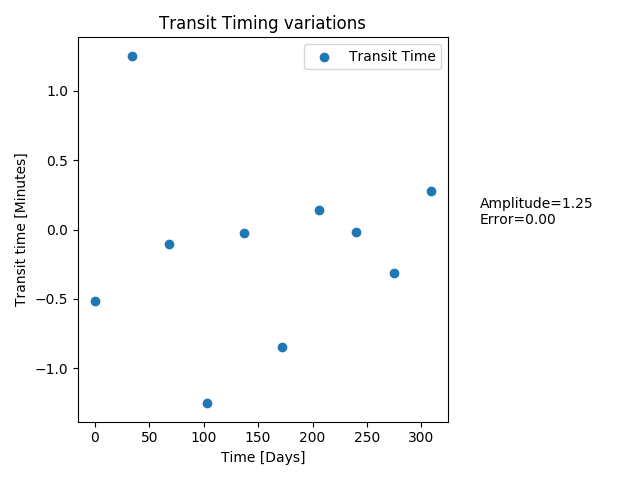 Transit Timing variations
Transit Time
1.0
0.5
0.0
−0.5
−1.0
Transit time [Minutes]
Amplitude=1.25
Error=0.00
0 50 100 150 200 250 300
Time [Days]